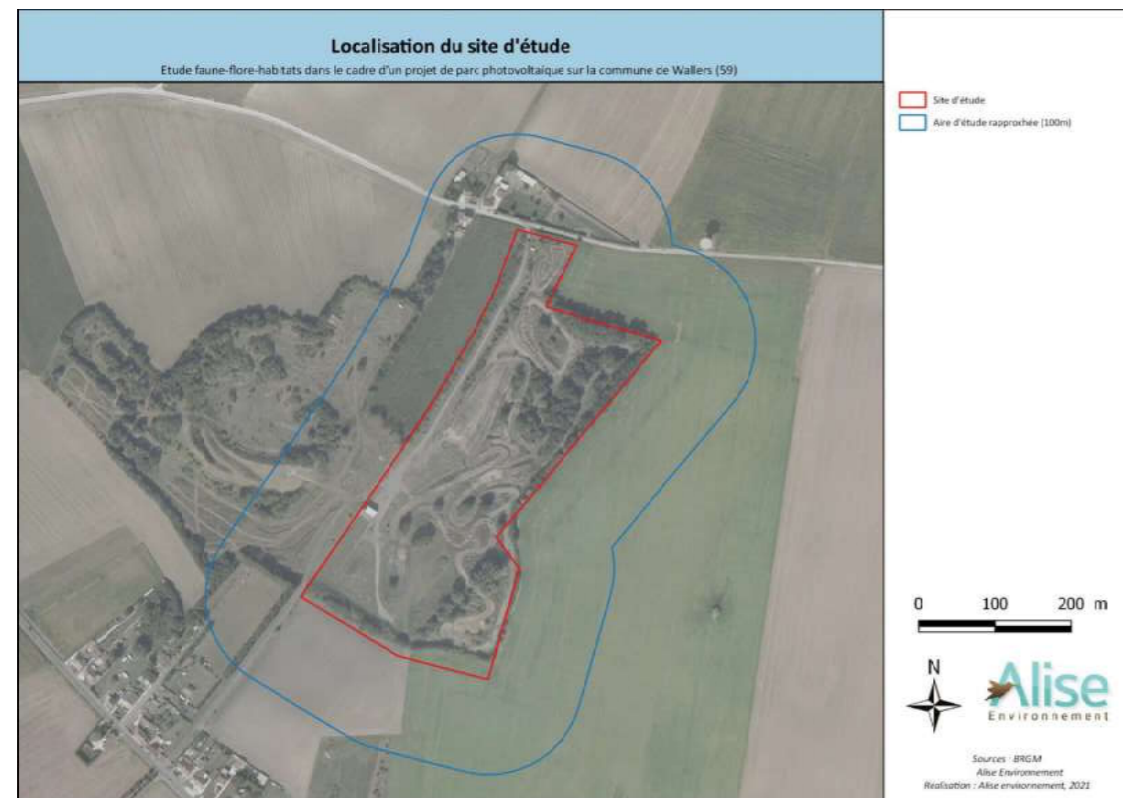 Localisation du site d'étude
Etude faune-flore-habitats dans le cadre d'un projet de parc photovoltaïque sur la commune de Wallers (59)
Site d'étude
Aire d'étude rapprochée (100m)
0 100 200 m
N
Alise
Environnement
Sources : BRGM
Alise Environnement
Réalisation : Alise environnement, 2021